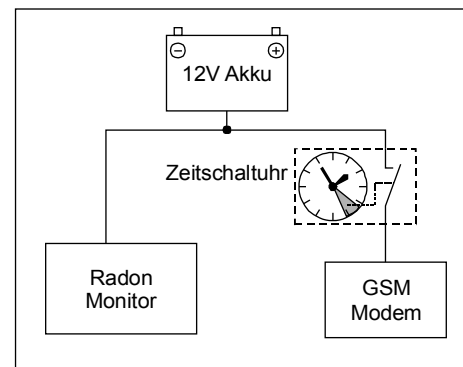 12V Akku
Zeitschaltuhr
Radon
Monitor
GSM
Modem